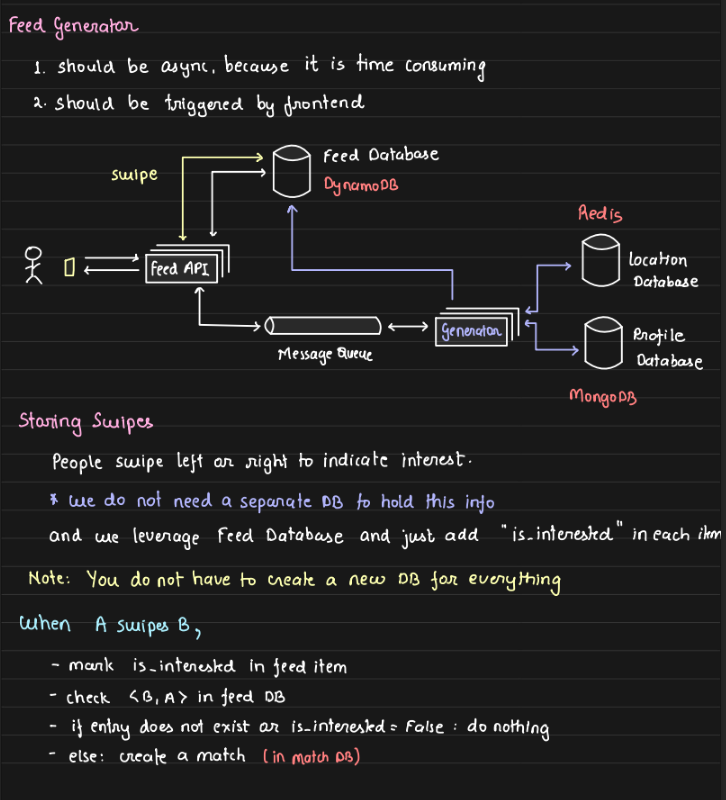 Feed Generator
1. should be async, because it is time consuming
2. should be triggered by frontend
swipe
Feed Database
DynamoDB
Redis
Feed API
Location
Database
Generator
Message Queue
Profile
Database
MongoDB
Storing Swipes
People swipe left or right to indicate interest.
* we do not need a separate DB to hold this info
and we leverage Feed Database and just add "is_interested" in each item
Note: You do not have to create a new DB for everything
When A swipes B,
- mark is_interested in feed item
- check <B, A> in feed DB
- if entry does not exist or is_interested = False : do nothing
- else: create a match (in match DB)